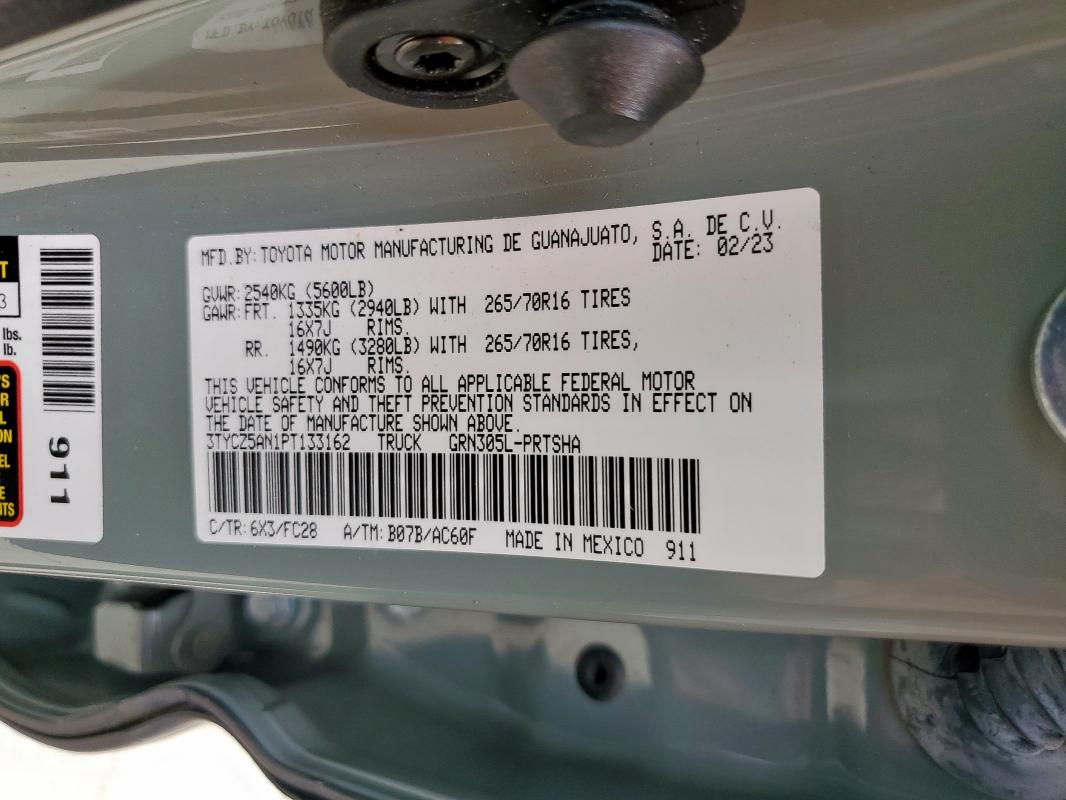 MFD.BY: TOYOTA MOTOR MANUFACTURING DE GUANAJUATO, S.A. DE C.V.
DATE: 02/23
GVWR: 2540KG (5600LB)
GAWR: FRT. 1335KG (2940LB) WITH 265/70R16 TIRES
16X7J RIMS.
RR. 1490KG (3280LB) WITH 265/70R16 TIRES,
16X7J RIMS.
THIS VEHICLE CONFORMS TO ALL APPLICABLE FEDERAL MOTOR
VEHICLE SAFETY AND THEFT PREVENTION STANDARDS IN EFFECT ON
THE DATE OF MANUFACTURE SHOWN ABOVE.
3TYCZ5AN1PT133162 TRUCK GRN305L-PRTSHA
C/TR: 6X3/FC28 A/TM: B07B/AC60F MADE IN MEXICO 911
T
3
lbs.
lb.
911